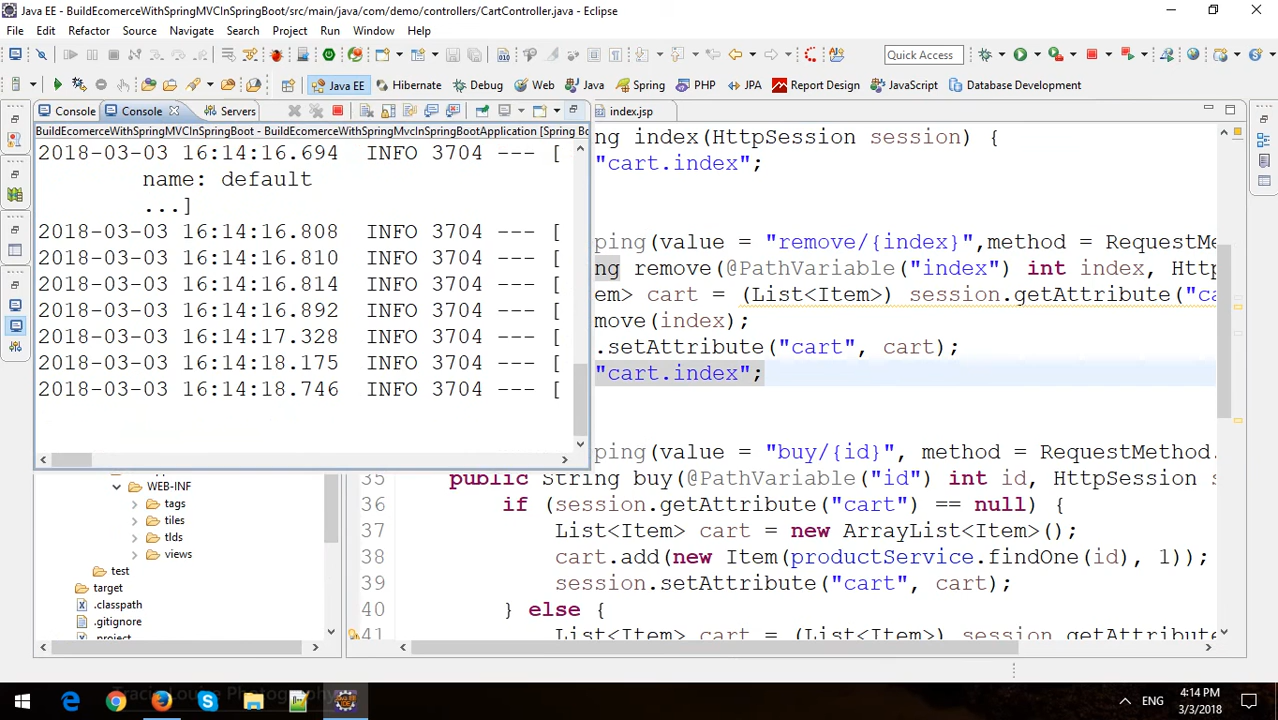 Java EE - BuildEcomerceWithSpringMVCInSpringBoot/src/main/java/com/demo/controllers/CartController.java - Eclipse
File Edit Source Refactor Navigate Search Project Run Window Help
Quick Access
Java EE Hibernate Debug Web Java Spring PHP JPA Report Design JavaScript Database Development
Console Console Servers
index.jsp
BuildEcomerceWithSpringMVCInSpringBoot - BuildEcomerceWithSpringMvcInSpringBootApplication [Spring Bo
2018-03-03 16:14:16.694 INFO 3704 --- [
name: default
...]
2018-03-03 16:14:16.808 INFO 3704 --- [
2018-03-03 16:14:16.810 INFO 3704 --- [
2018-03-03 16:14:16.814 INFO 3704 --- [
2018-03-03 16:14:16.892 INFO 3704 --- [
2018-03-03 16:14:17.328 INFO 3704 --- [
2018-03-03 16:14:18.175 INFO 3704 --- [
2018-03-03 16:14:18.746 INFO 3704 --- [
ng index(HttpSession session) {
"cart.index";
ping(value = "remove/{index}",method = RequestMe
ng remove(@PathVariable("index") int index, Http
em> cart = (List<Item>) session.getAttribute("ca
move(index);
.setAttribute("cart", cart);
"cart.index";
ping(value = "buy/{id}", method = RequestMethod.
35 public String buy(@PathVariable("id") int id, HttpSession s
36 if (session.getAttribute("cart") == null) {
37 List<Item> cart = new ArrayList<Item>();
38 cart.add(new Item(productService.findOne(id), 1));
39 session.setAttribute("cart", cart);
40 } else {
41 List<Item> cart = (List<Item>) session.getAttribute
WEB-INF
tags
tiles
tlds
views
test
target
.classpath
.gitignore
.project
ENG
4:14 PM
3/3/2018